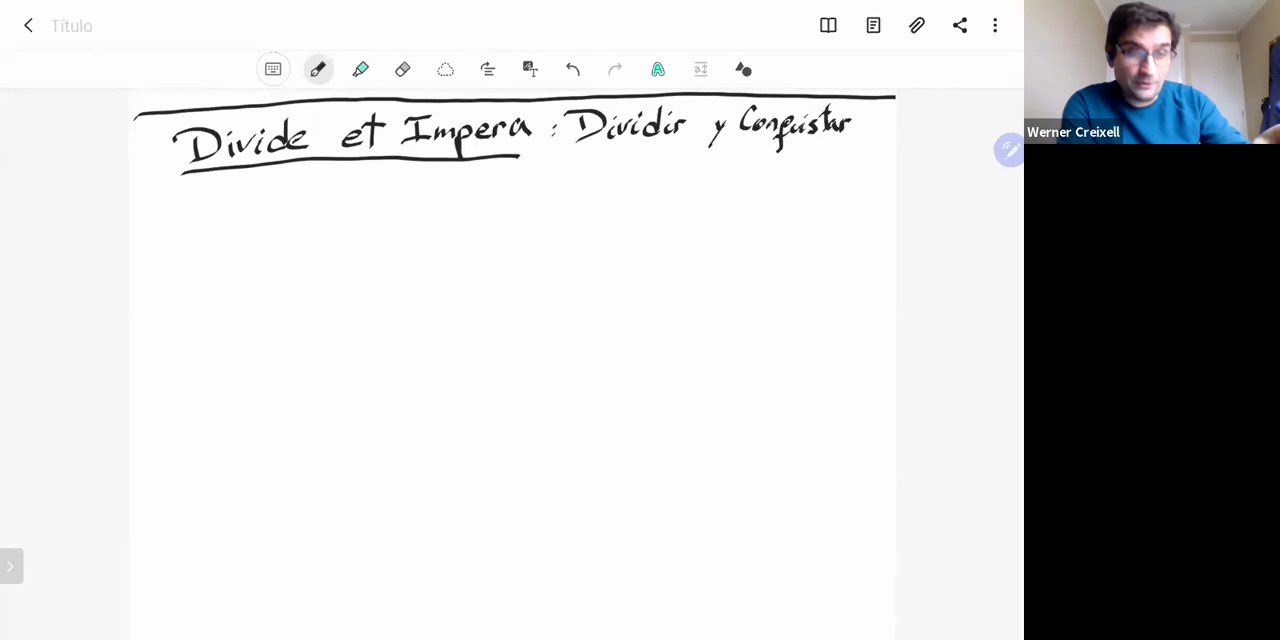 Título
Divide et Impera : Dividir y Conquistar
Werner Creixell